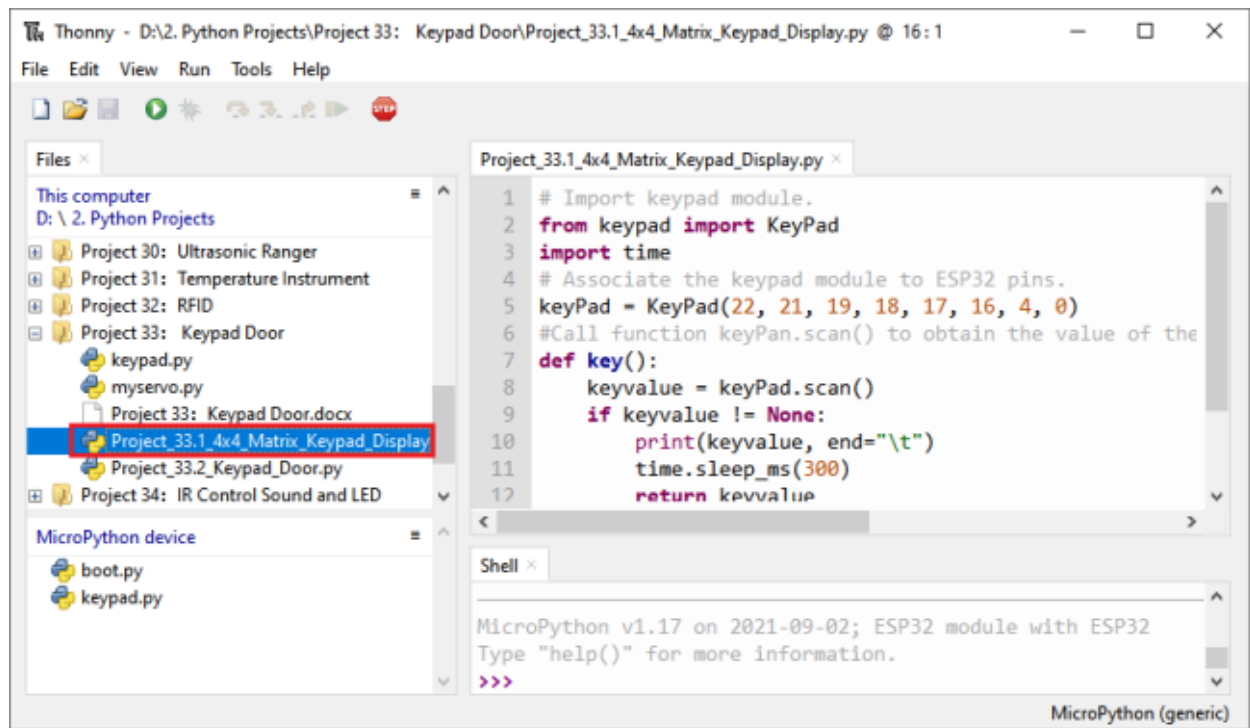 Thonny - D:\2. Python Projects\Project 33： Keypad Door\Project_33.1_4x4_Matrix_Keypad_Display.py @ 16:1
File Edit View Run Tools Help
STOP
Files
This computer
D: \ 2. Python Projects
Project 30： Ultrasonic Ranger
Project 31： Temperature Instrument
Project 32： RFID
Project 33： Keypad Door
keypad.py
myservo.py
Project 33： Keypad Door.docx
Project_33.1_4x4_Matrix_Keypad_Display
Project_33.2_Keypad_Door.py
Project 34： IR Control Sound and LED
MicroPython device
boot.py
keypad.py
Project_33.1_4x4_Matrix_Keypad_Display.py
1 # Import keypad module.
2 from keypad import KeyPad
3 import time
4 # Associate the keypad module to ESP32 pins.
5 keyPad = KeyPad(22, 21, 19, 18, 17, 16, 4, 0)
6 #Call function keyPan.scan() to obtain the value of the
7 def key():
8     keyvalue = keyPad.scan()
9     if keyvalue != None:
10         print(keyvalue, end="\t")
11         time.sleep_ms(300)
12         return keyvalue
Shell
MicroPython v1.17 on 2021-09-02; ESP32 module with ESP32
Type "help()" for more information.
>>>
MicroPython (generic)